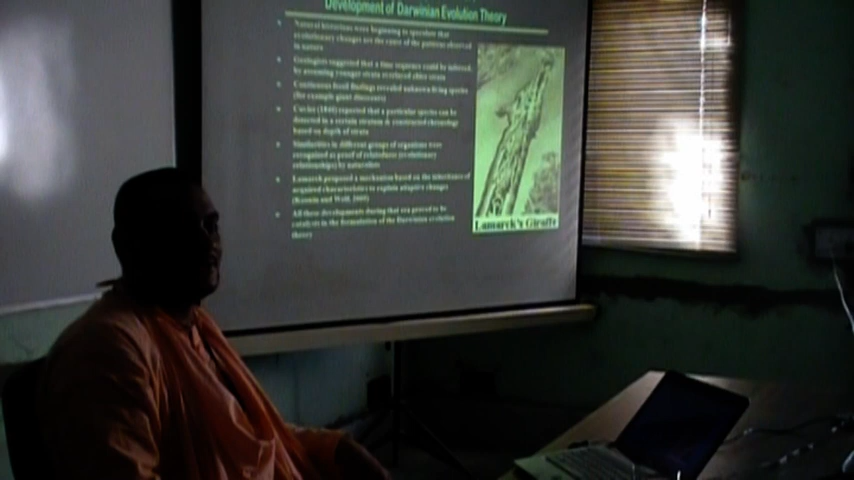 Development of Darwinian Evolution Theory
Natural historians were beginning to speculate that
evolutionary changes are the cause of the patterns observed
in nature
Geologists suggested that a time sequence could be inferred,
by assuming younger strata overlaced older strata
Continuous fossil findings revealed unknown living species
(for example giant
Cuvier (1840) reported that a particular species can be
detected in a certain stratum & constructed chronology
based on depth of strata
Similarities in different groups of organisms were
recognized as proof of relatedness (evolutionary
relationships) by naturalists
Lamarck proposed a mechanism based on the inheritance of
acquired characteristics to explain adaptive changes
All these developments during that era proved to be
catalyst in the formulation of the Darwinian evolution
theory
Lamarck's Giraffe